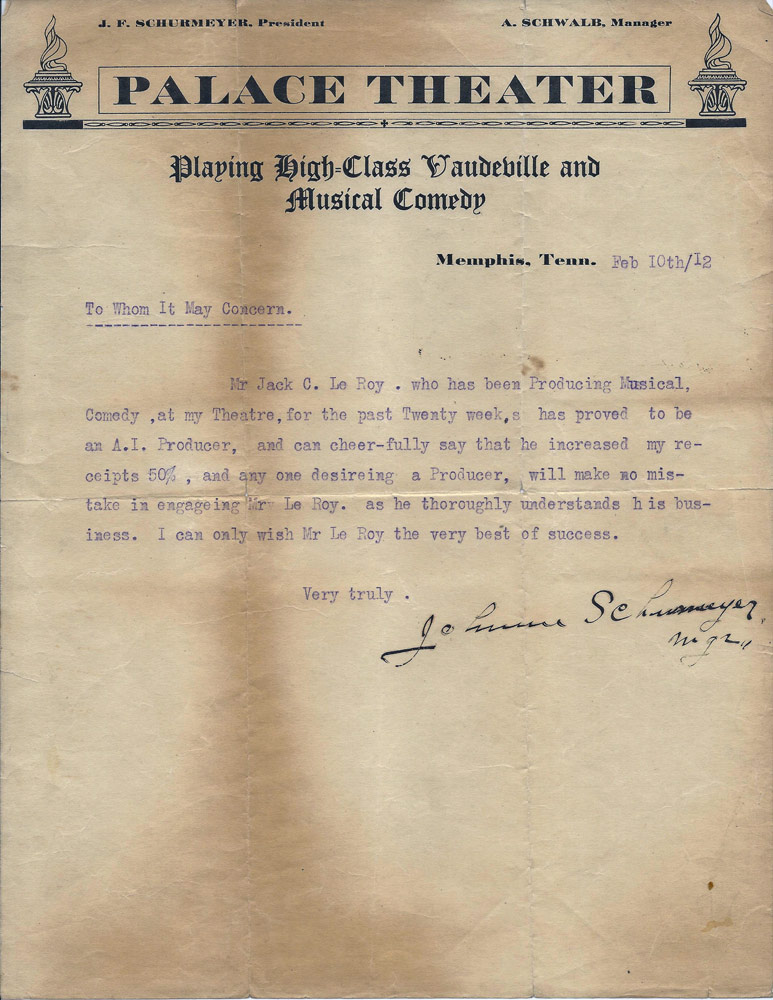 J. F. SCHURMEYER, President
A. SCHWALB, Manager
PALACE THEATER
Playing High-Class Vaudeville and
Musical Comedy
Memphis, Tenn. Feb 10th/12
To Whom It May Concern.
Mr Jack C. Le Roy . who has been Producing Musical,
Comedy ,at my Theatre,for the past Twenty week,s has proved to be
an A.I. Producer, and can cheer-fully say that he increased my re-
ceipts 50% , and any one desireing a Producer, will make no mis-
take in engageing Mr Le Roy. as he thoroughly understands h is bus-
iness. I can only wish Mr Le Roy the very best of success.
Very truly .
Johnnie Schurmeyer,
mgr,,